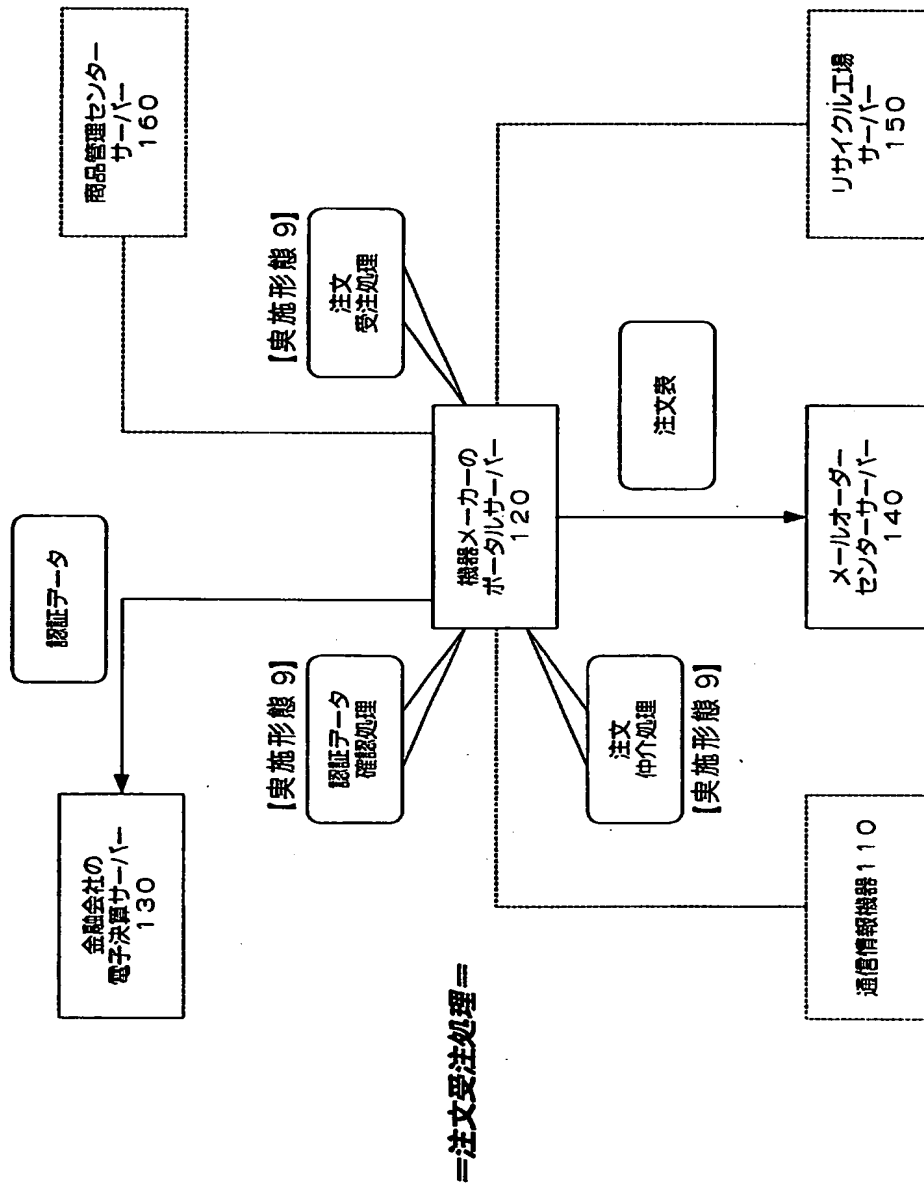 =注文受注処理=
金融会社の
電子決算サーバー
130
認証データ
商品管理センター
サーバー
160
【実施形態 9】
認証データ
確認処理
【実施形態 9】
注文
受注処理
機器メーカーの
ポータルサーバー
120
注文
仲介処理
【実施形態 9】
注文表
通信情報機器110
メールオーダー
センターサーバー
140
リサイクル工場
サーバー
150